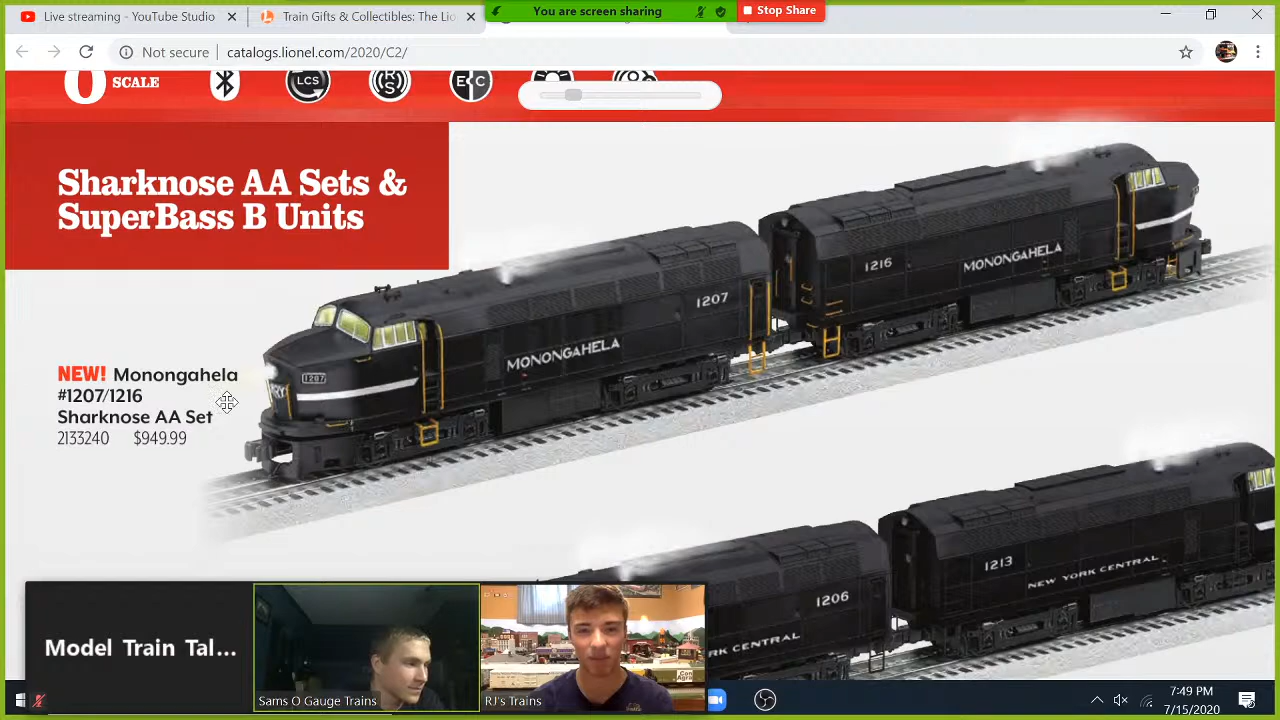 Live streaming - YouTube Studio
Train Gifts & Collectibles: The Lio
You are screen sharing
Stop Share
Not secure
catalogs.lionel.com/2020/C2/
O SCALE
LCS
Sharknose AA Sets &
SuperBass B Units
NEW! Monongahela
#1207/1216
Sharknose AA Set
2133240 $949.99
1207
MONONGAHELA
1207
1216
MONONGAHELA
1206
RK CENTRAL
1213
NEW YORK CENTRAL
Model Train Tal...
Sams O Gauge Trains
RJ's Trains
7:49 PM
7/15/2020